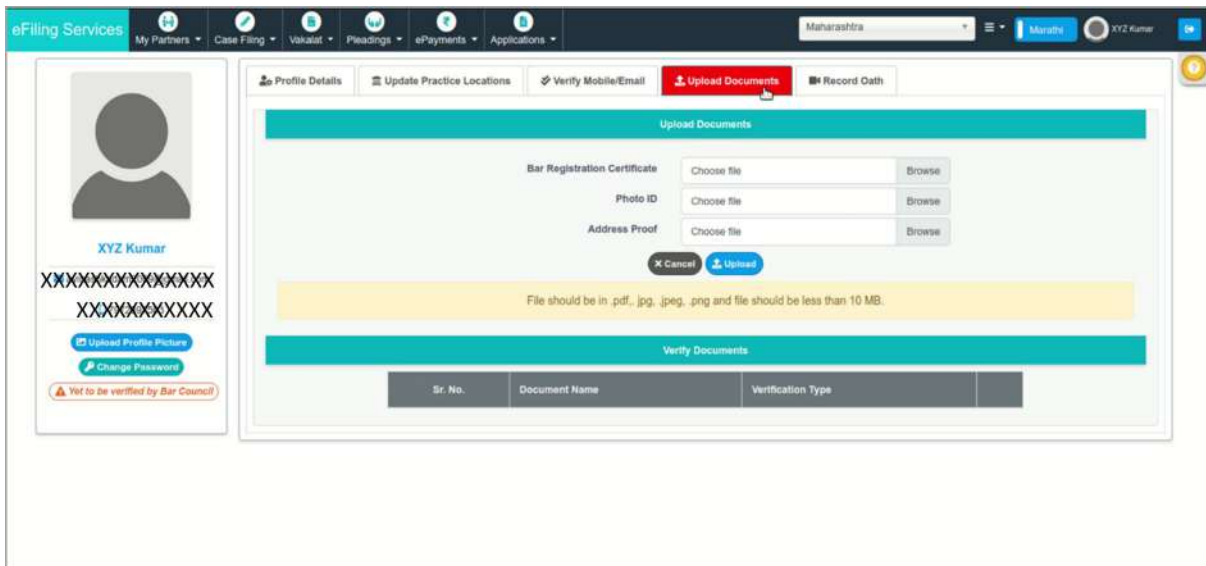 eFiling Services My Partners Case Filing Vakalat Pleadings ePayments Applications Maharashtra Marathi XYZ Kumar
Profile Details Update Practice Locations Verify Mobile/Email Upload Documents Record Oath
Upload Documents
Bar Registration Certificate Choose file Browse
Photo ID Choose file Browse
Address Proof Choose file Browse
Cancel Upload
File should be in .pdf,. jpg, .jpeg, .png and file should be less than 10 MB.
Verify Documents
Sr. No. Document Name Verification Type
XYZ Kumar
Upload Profile Picture
Change Password
Yet to be verified by Bar Council